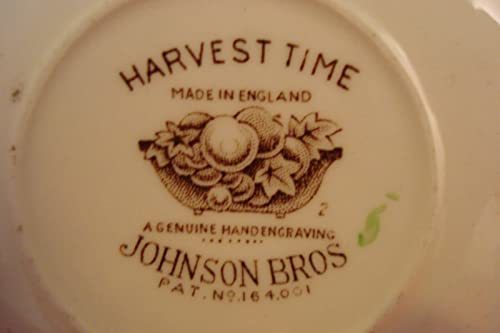 HARVEST TIME
MADE IN ENGLAND
2
A GENUINE HANDENGRAVING
JOHNSON BROS
PAT. No. 164.001